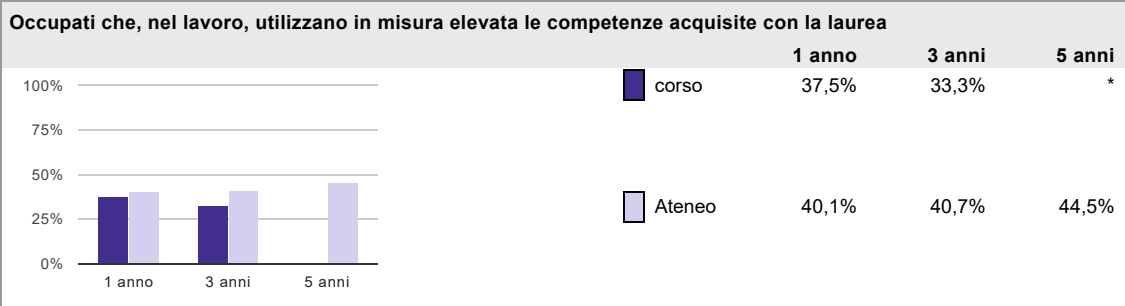 Occupati che, nel lavoro, utilizzano in misura elevata le competenze acquisite con la laurea
1 anno 3 anni 5 anni
corso 37,5% 33,3% *
Ateneo 40,1% 40,7% 44,5%
100%
75%
50%
25%
0%
1 anno 3 anni 5 anni